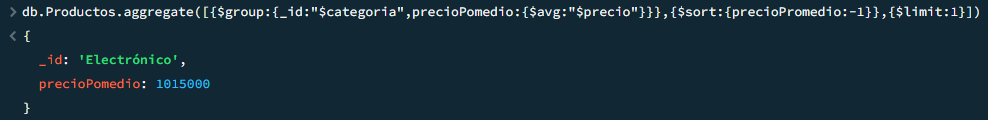 > db.Productos.aggregate([{$group:{_id:"$categoria",precioPomedio:{$avg:"$precio"}}},{$sort:{precioPromedio:-1}},{$limit:1}])
< {
_id: 'Electrónico',
precioPomedio: 1015000
}